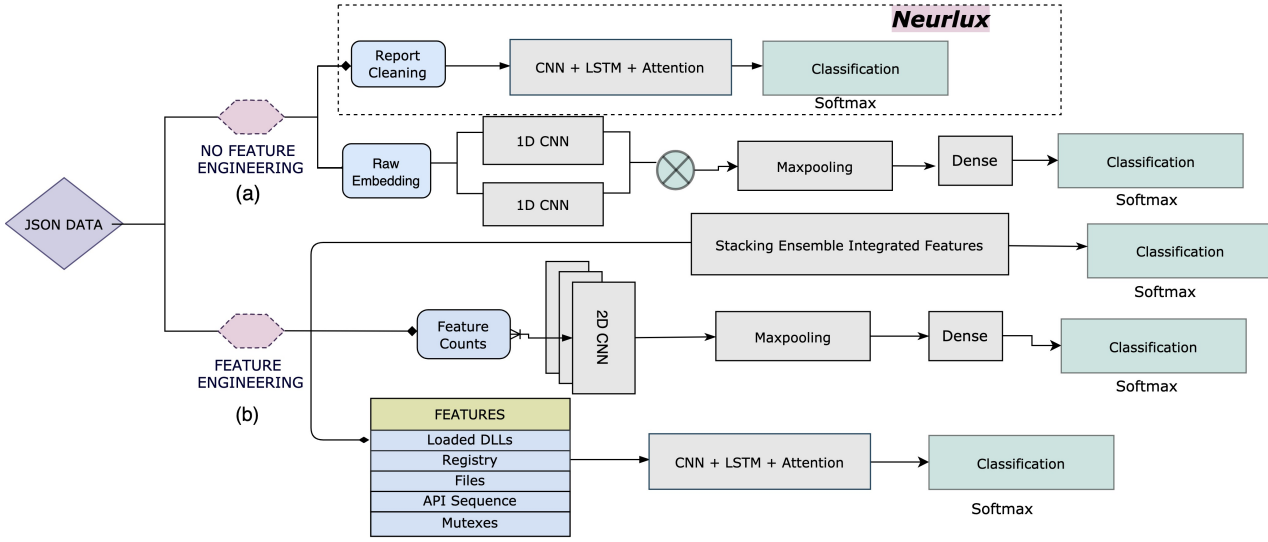 Neurlux
Report
Cleaning
CNN + LSTM + Attention
Classification
Softmax
NO FEATURE
ENGINEERING
(a)
Raw
Embedding
1D CNN
1D CNN
Maxpooling
Dense
Classification
Softmax
JSON DATA
Stacking Ensemble Integrated Features
Classification
Softmax
FEATURE
ENGINEERING
(b)
Feature
Counts
2D CNN
Maxpooling
Dense
Classification
Softmax
FEATURES
Loaded DLLs
Registry
Files
API Sequence
Mutexes
CNN + LSTM + Attention
Classification
Softmax